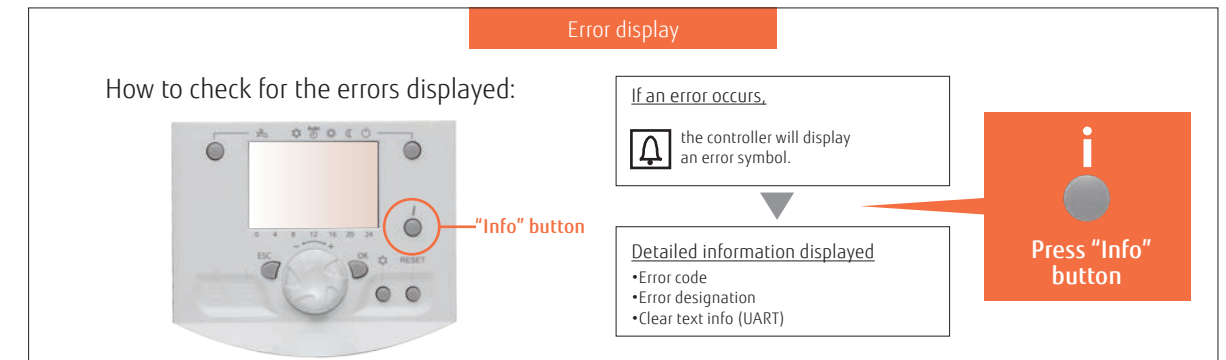 Error display
How to check for the errors displayed:
Auto
i
0 4 8 12 16 20 24
- +
ESC
OK
RESET
"Info" button
If an error occurs,
the controller will display
an error symbol.
Detailed information displayed
•Error code
•Error designation
•Clear text info (UART)
i
Press “Info”
button